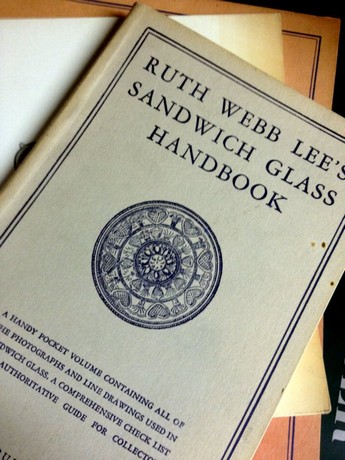 RUTH WEBB LEE'S
SANDWICH GLASS
HANDBOOK
A HANDY POCKET VOLUME CONTAINING ALL OF
PHOTOGRAPHS AND LINE DRAWINGS USED IN
GLASS. A COMPREHENSIVE CHECK LIST
AUTHORITATIVE GUIDE FOR COLLECTO